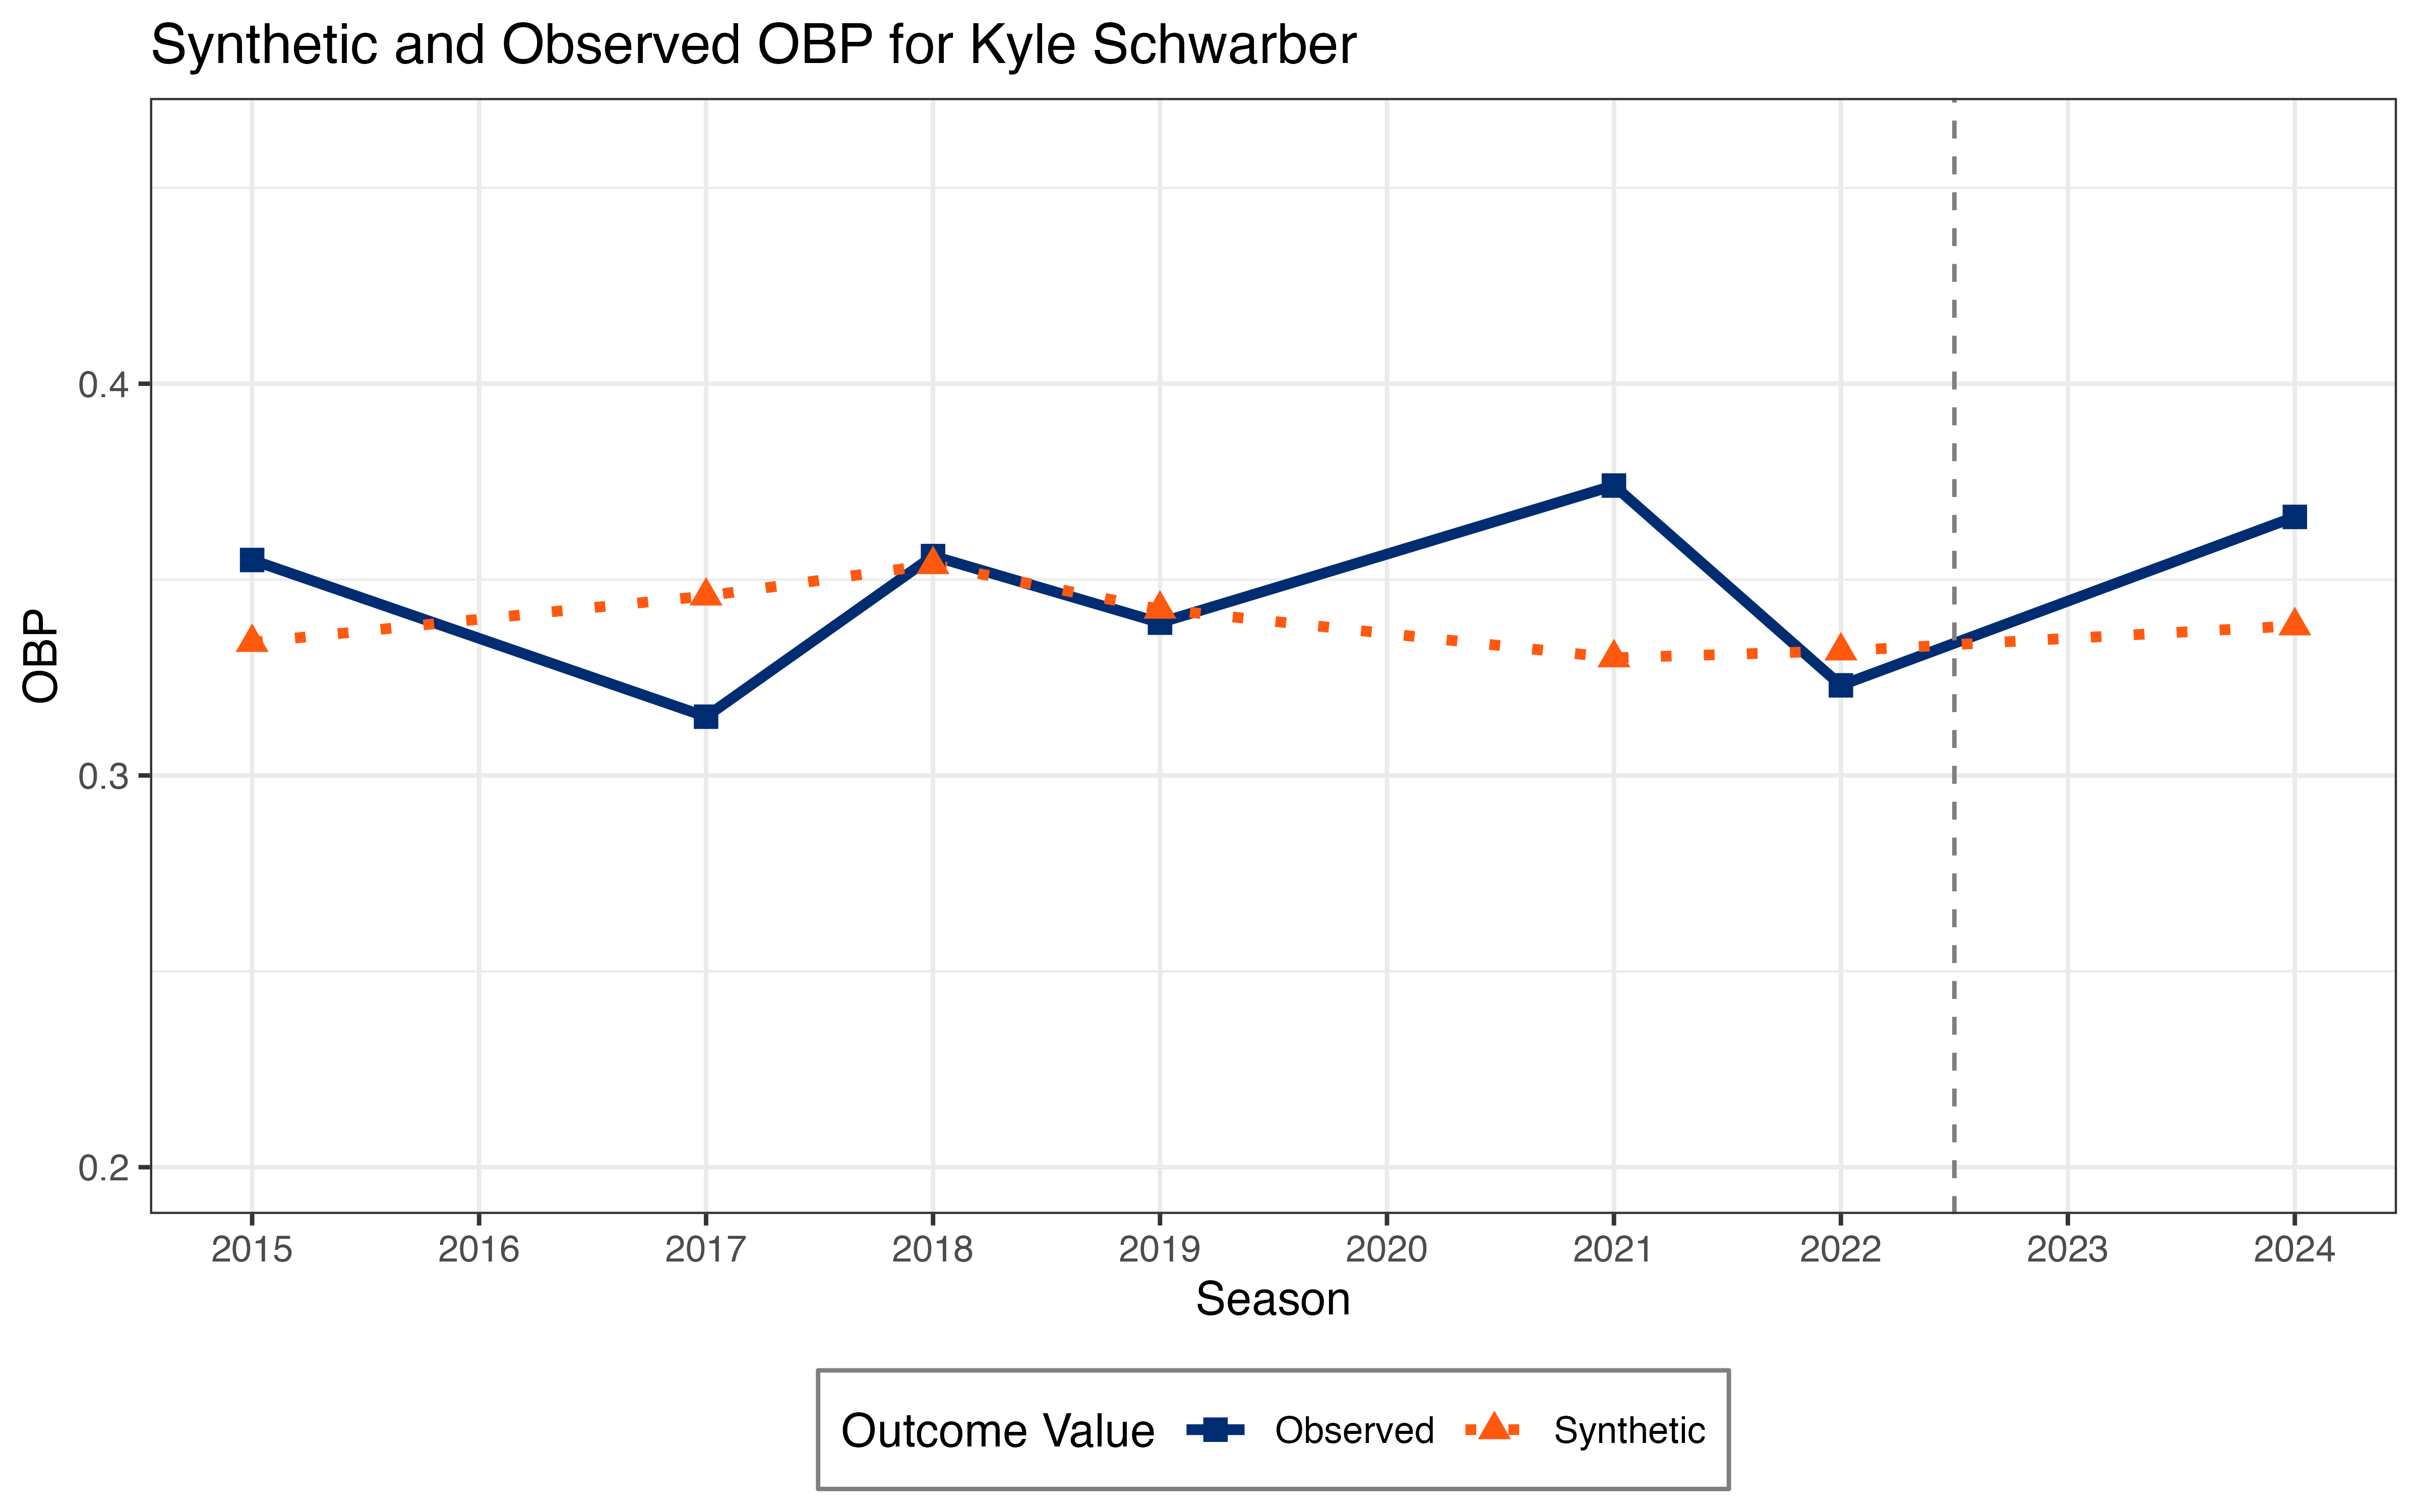 Synthetic and Observed OBP for Kyle Schwarber
OBP
0.4
0.3
0.2
2015 2016 2017 2018 2019 2020 2021 2022 2023 2024
Season
Outcome Value Observed Synthetic